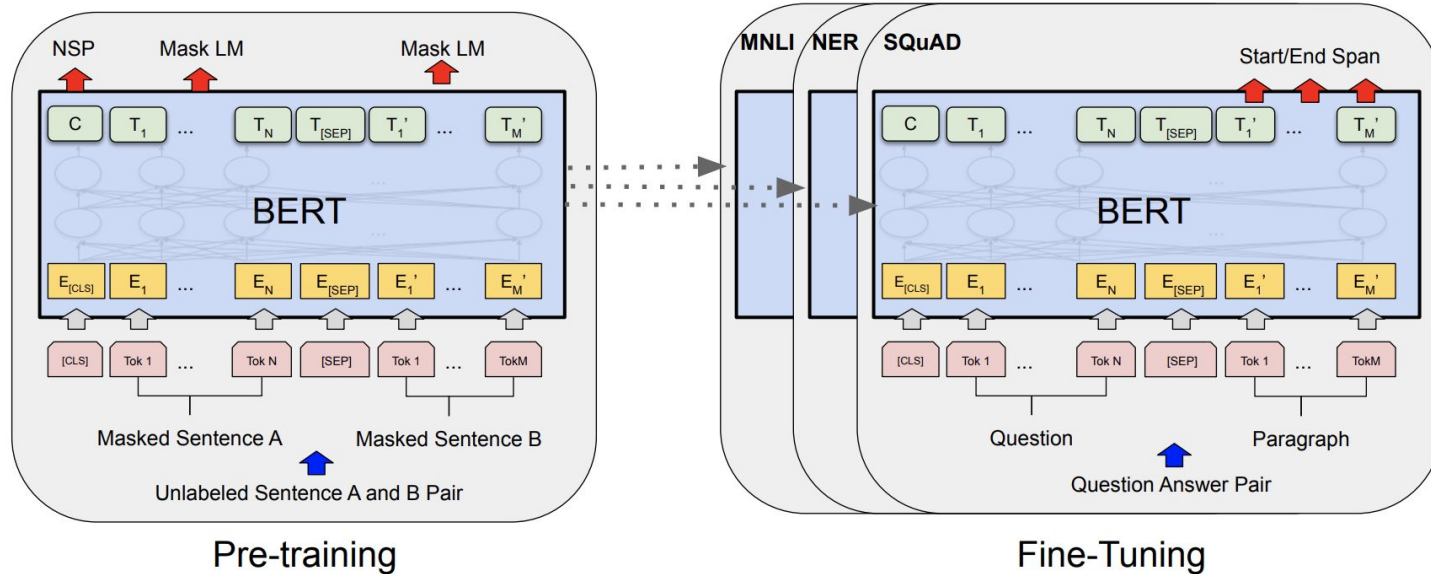 NSP Mask LM Mask LM
C T1 ... TN T[SEP] T1’ ... TM’
BERT
E[CLS] E1 ... EN E[SEP] E1’ ... EM’
[CLS] Tok 1 ... Tok N [SEP] Tok 1 ... TokM
Masked Sentence A Masked Sentence B
Unlabeled Sentence A and B Pair
Pre-training
MNLI NER SQuAD
Start/End Span
C T1 ... TN T[SEP] T1’ ... TM’
BERT
E[CLS] E1 ... EN E[SEP] E1’ ... EM’
[CLS] Tok 1 ... Tok N [SEP] Tok 1 ... TokM
Question Paragraph
Question Answer Pair
Fine-Tuning